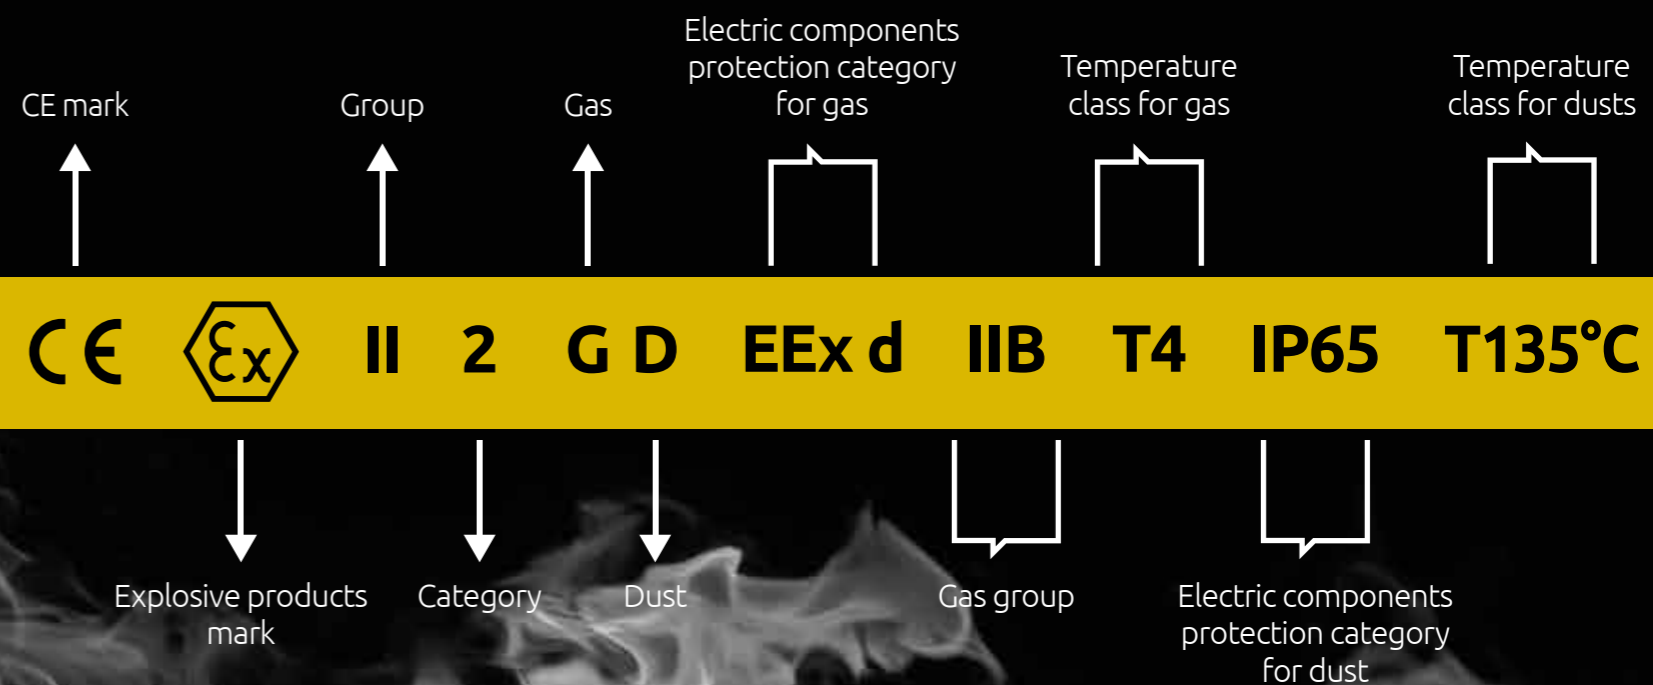 Electric components
protection category
for gas
Temperature
class for gas
Temperature
class for dusts
CE mark
Group
Gas
CE Ex II 2 G D EEx d IIB T4 IP65 T135°C
Explosive products
mark
Category
Dust
Gas group
Electric components
protection category
for dust